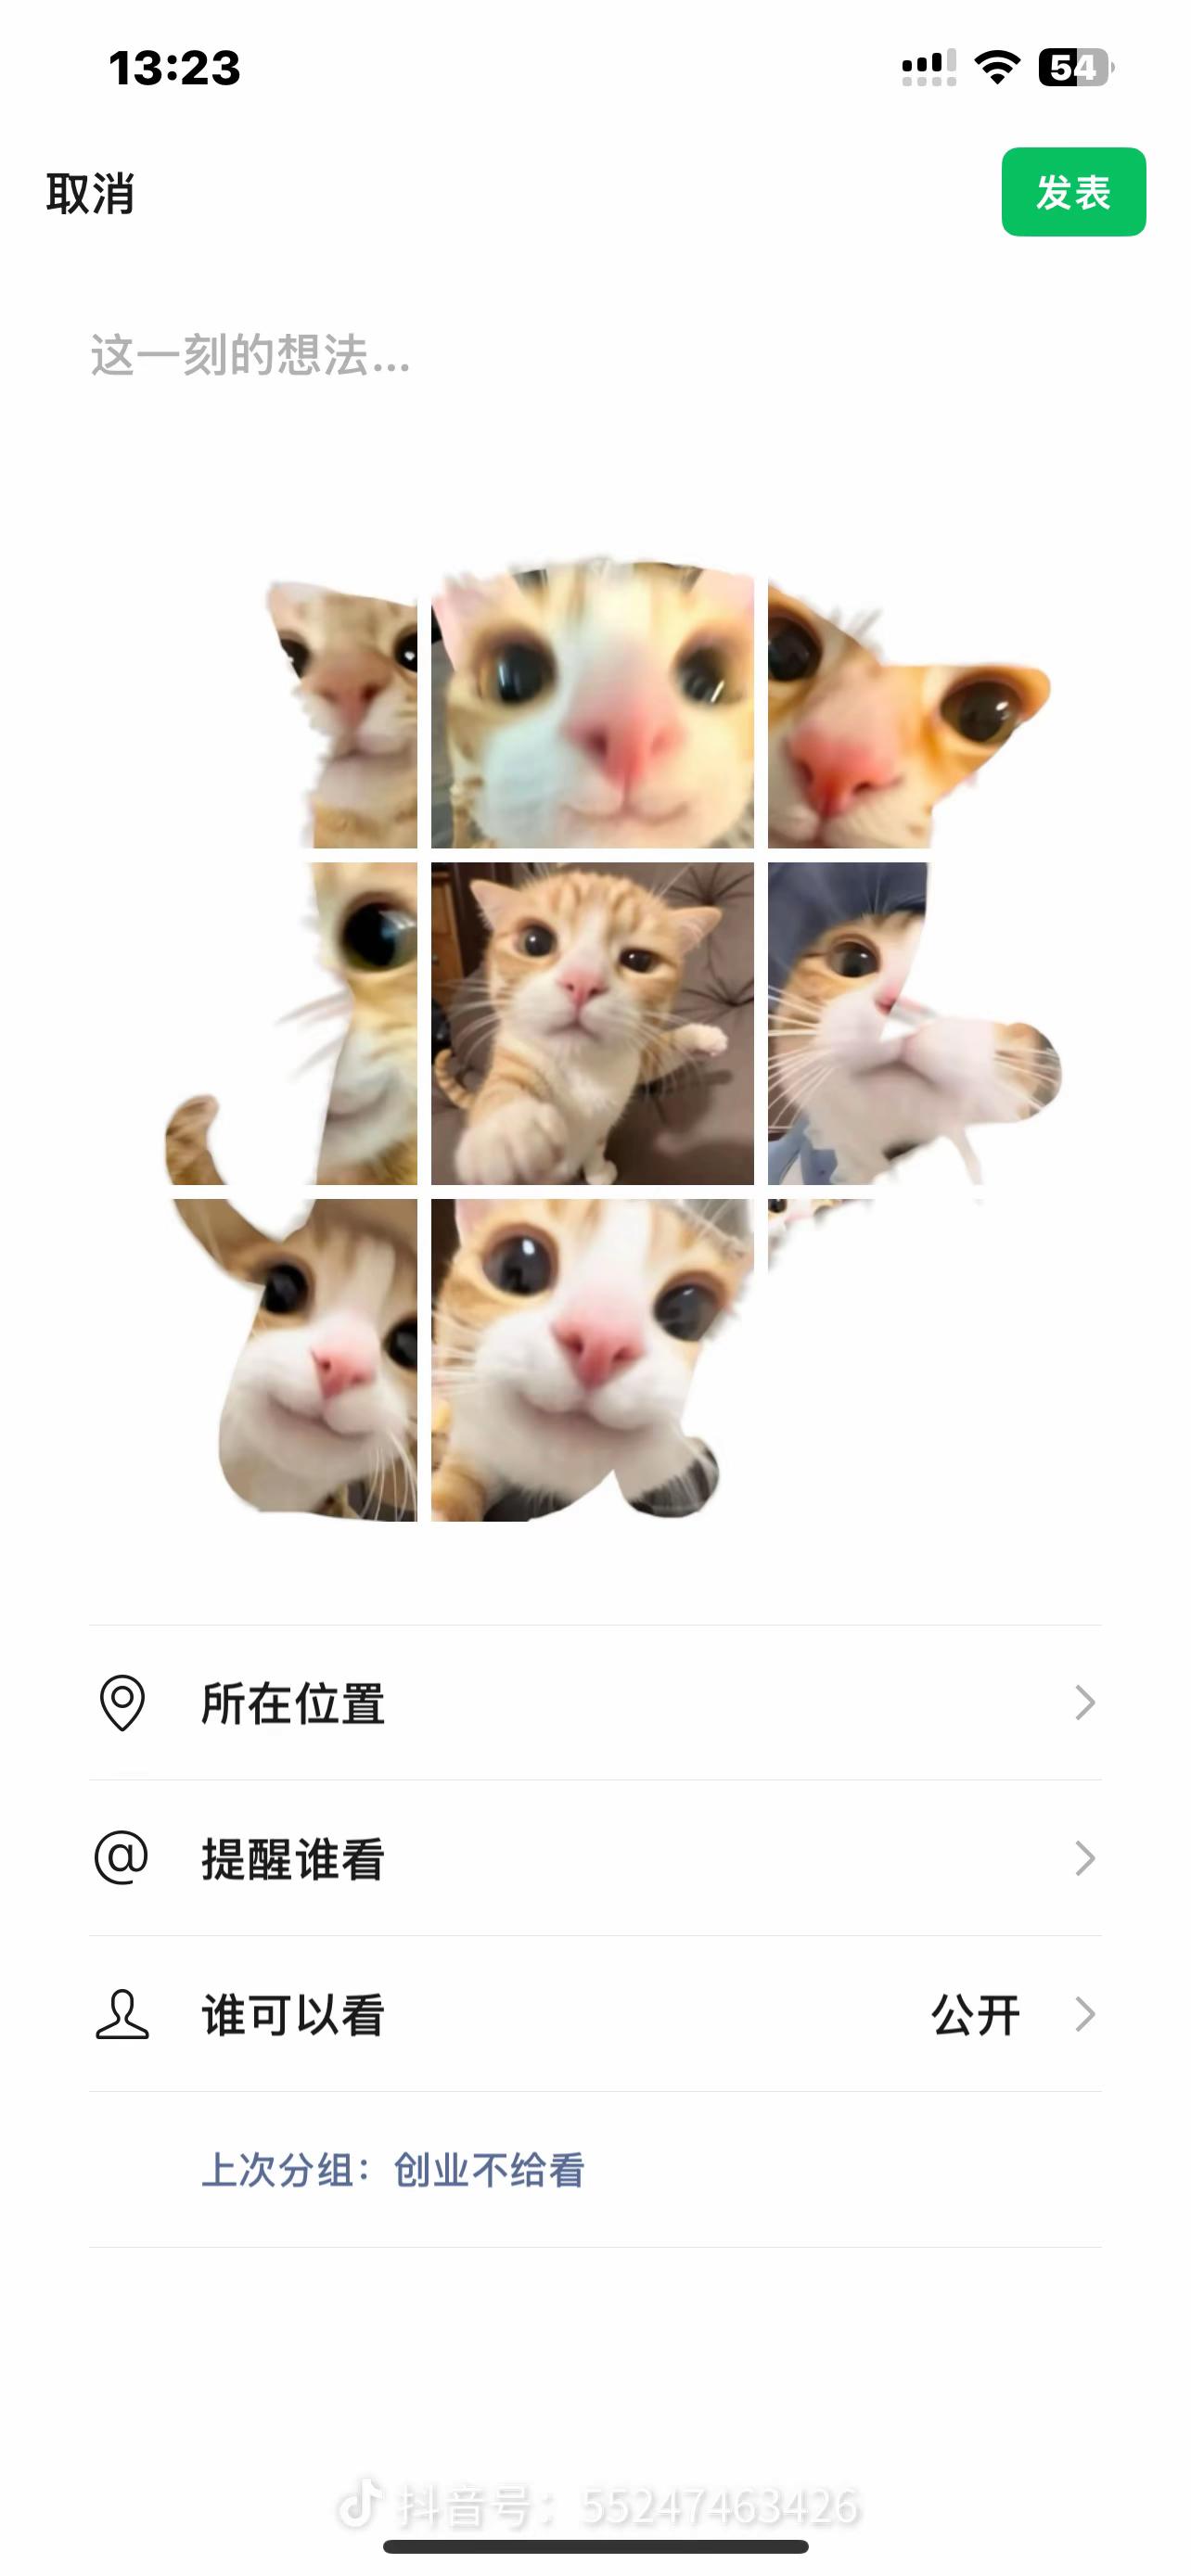 13:23
54
取消
发表
这一刻的想法...
所在位置
@
提醒谁看
谁可以看
公开
上次分组：创业不给看
抖音号：55247463426